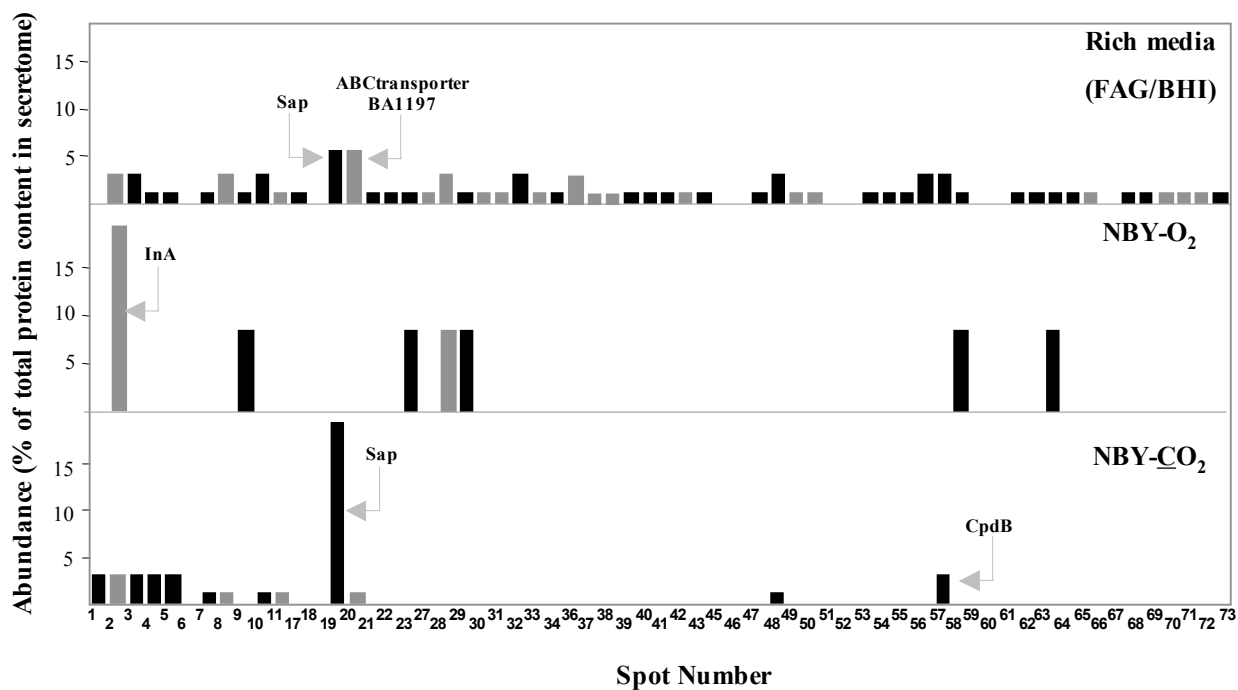 Abundance (% of total protein content in secretome)
Rich media
(FAG/BHI)
15
10
5
Sap
ABCtransporter
BA1197
NBY-O₂
15
10
5
InA
NBY-CO₂
15
10
5
Sap
CpdB
1 2 3 4 5 6 7 8 9 10 11 17 18 19 20 21 22 23 27 28 29 30 31 32 33 34 36 37 38 39 40 41 42 43 45 46 47 48 49 50 51 52 53 54 55 56 57 58 59 60 61 62 63 64 65 66 67 68 69 70 71 72 73
Spot Number